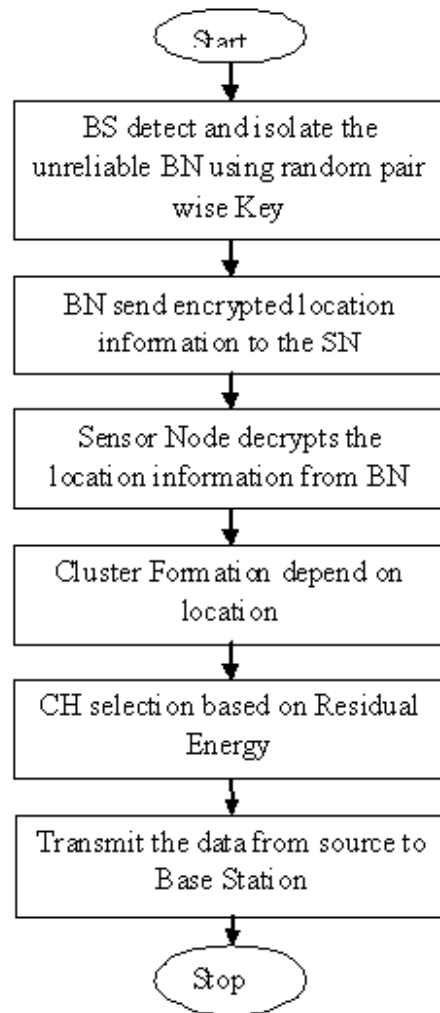 Start
BS detect and isolate the
unreliable BN using random pair
wise Key
BN send encrypted location
information to the SN
Sensor Node decrypts the
location information from BN
Cluster Formation depend on
location
CH selection based on Residual
Energy
Transmit the data from source to
Base Station
Stop